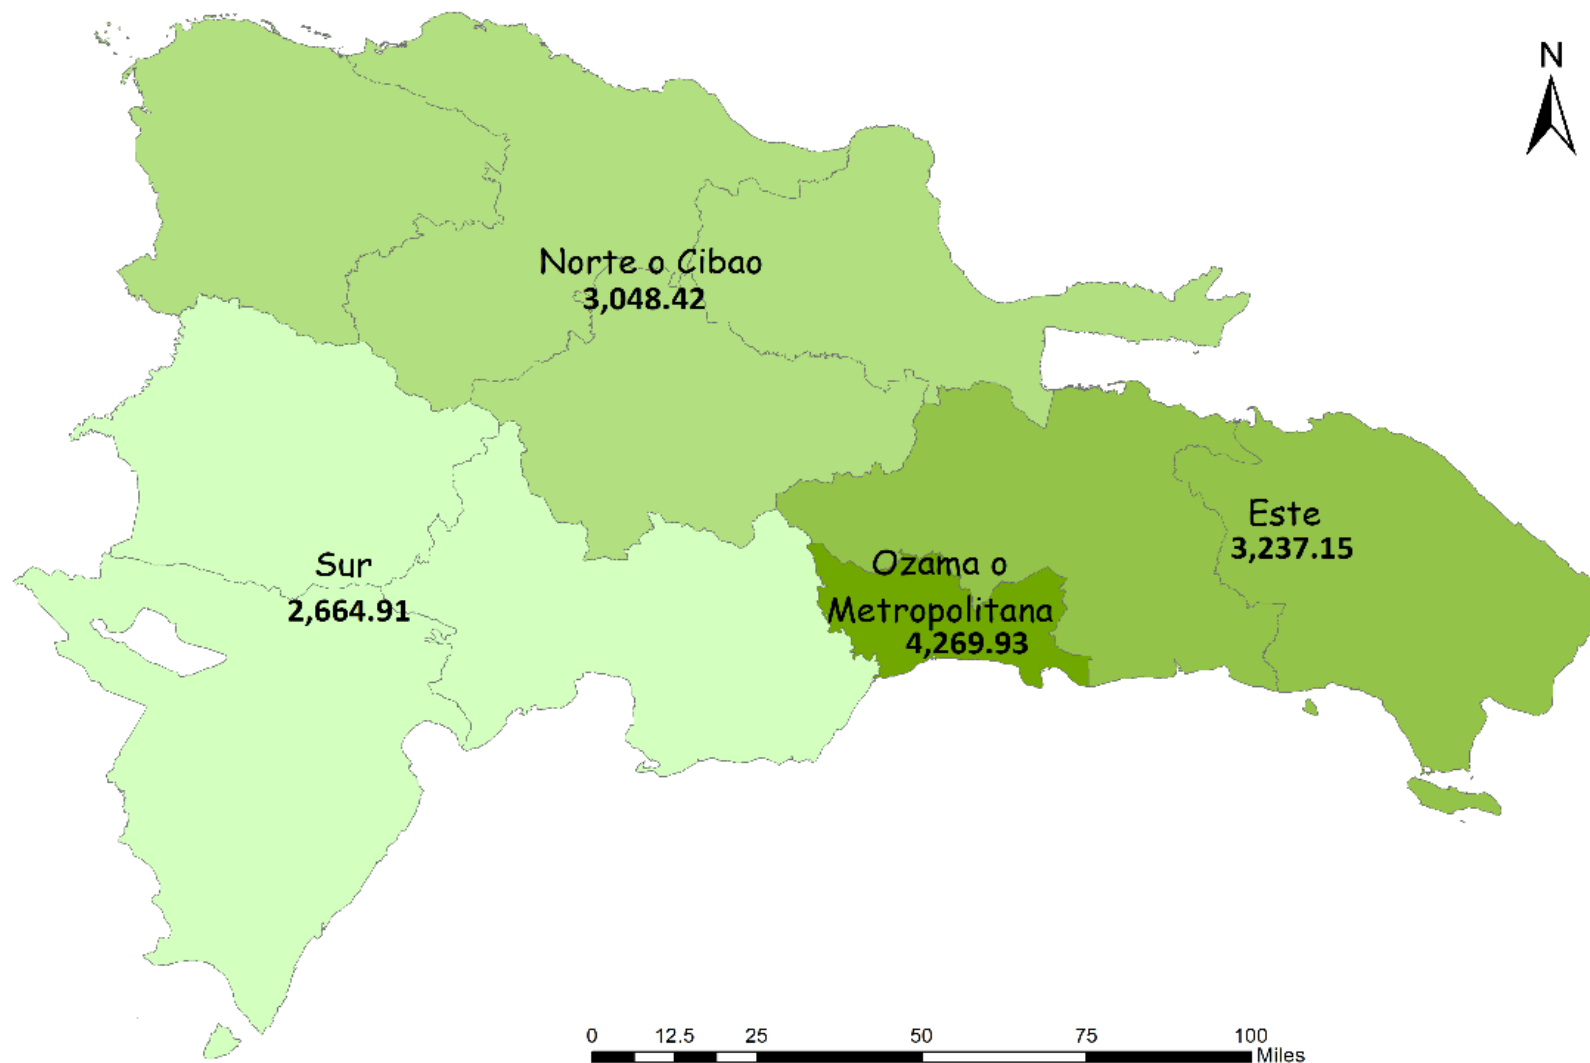 N
Norte o Cibao
3,048.42
Este
3,237.15
Sur
2,664.91
Ozama o
Metropolitana
4,269.93
0 12.5 25 50 75 100
Miles